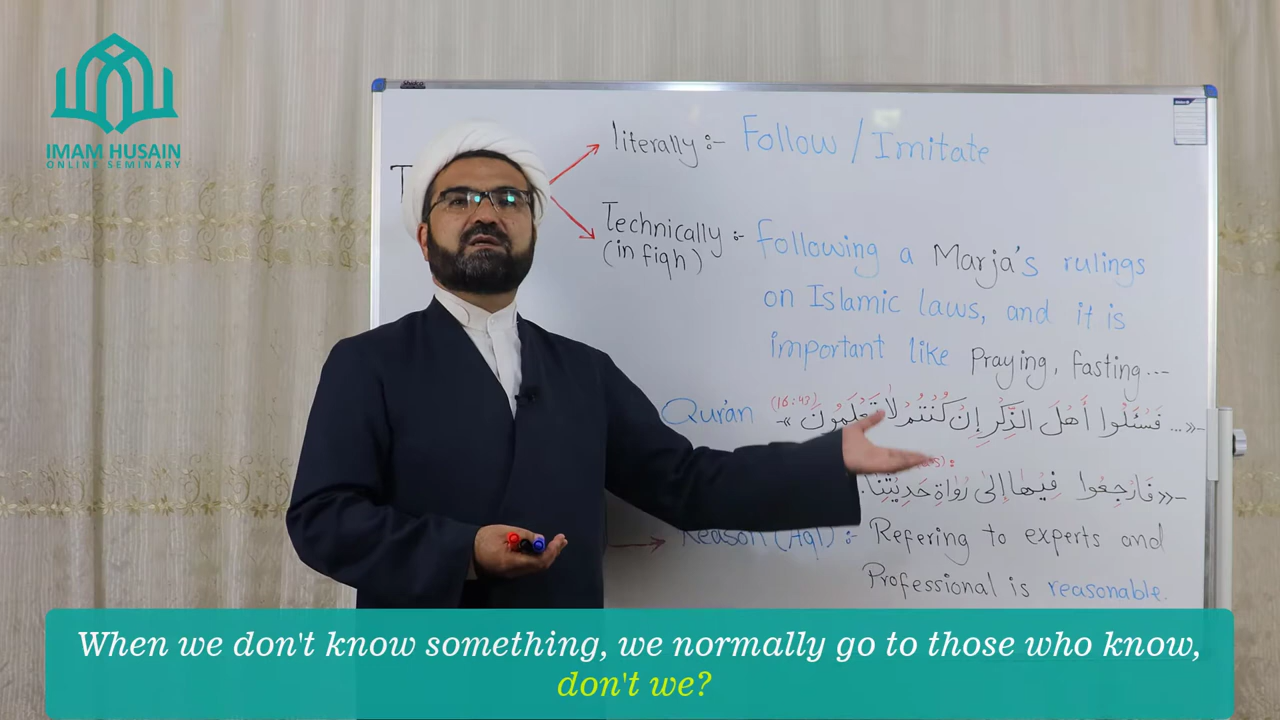 IMAM HUSAIN
ONLINE SEMINARY
T
literally :- Follow / Imitate
Technically :- following a Marja's rulings
(in fiqh)
on Islamic laws, and it is
important like Praying, fasting...
Qur'an (16:43)
«... فَسْئَلُوا أَهْلَ الذِّكْرِ إِنْ كُنْتُمْ لَا تَعْلَمُونَ»
«فَارْجِعُوا فِيهَا إِلَىٰ رُوَاةِ حَدِيثِنَا.
Reason (Aql) :- Refering to experts and
Professional is reasonable.
When we don't know something, we normally go to those who know,
don't we?